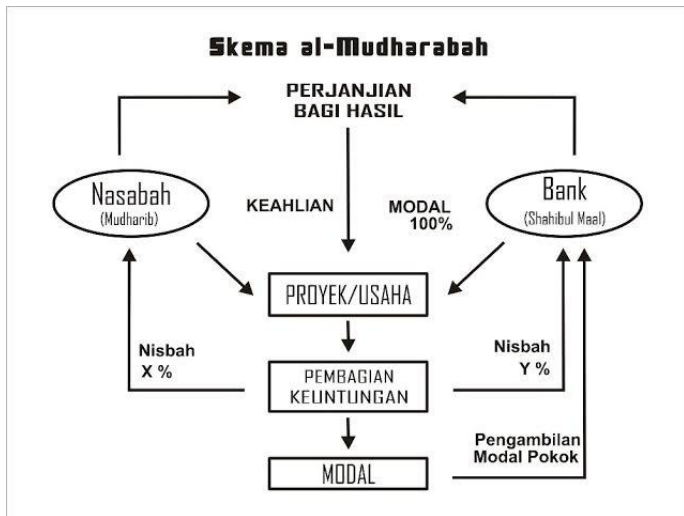 Skema al-Mudharabah
PERJANJIAN
BAGI HASIL
Nasabah
(Mudharib)
KEAHLIAN
MODAL
100%
Bank
(Shahibul Maal)
PROYEK/USAHA
Nisbah
X %
PEMBAGIAN
KEUNTUNGAN
Nisbah
Y %
Pengambilan
Modal Pokok
MODAL